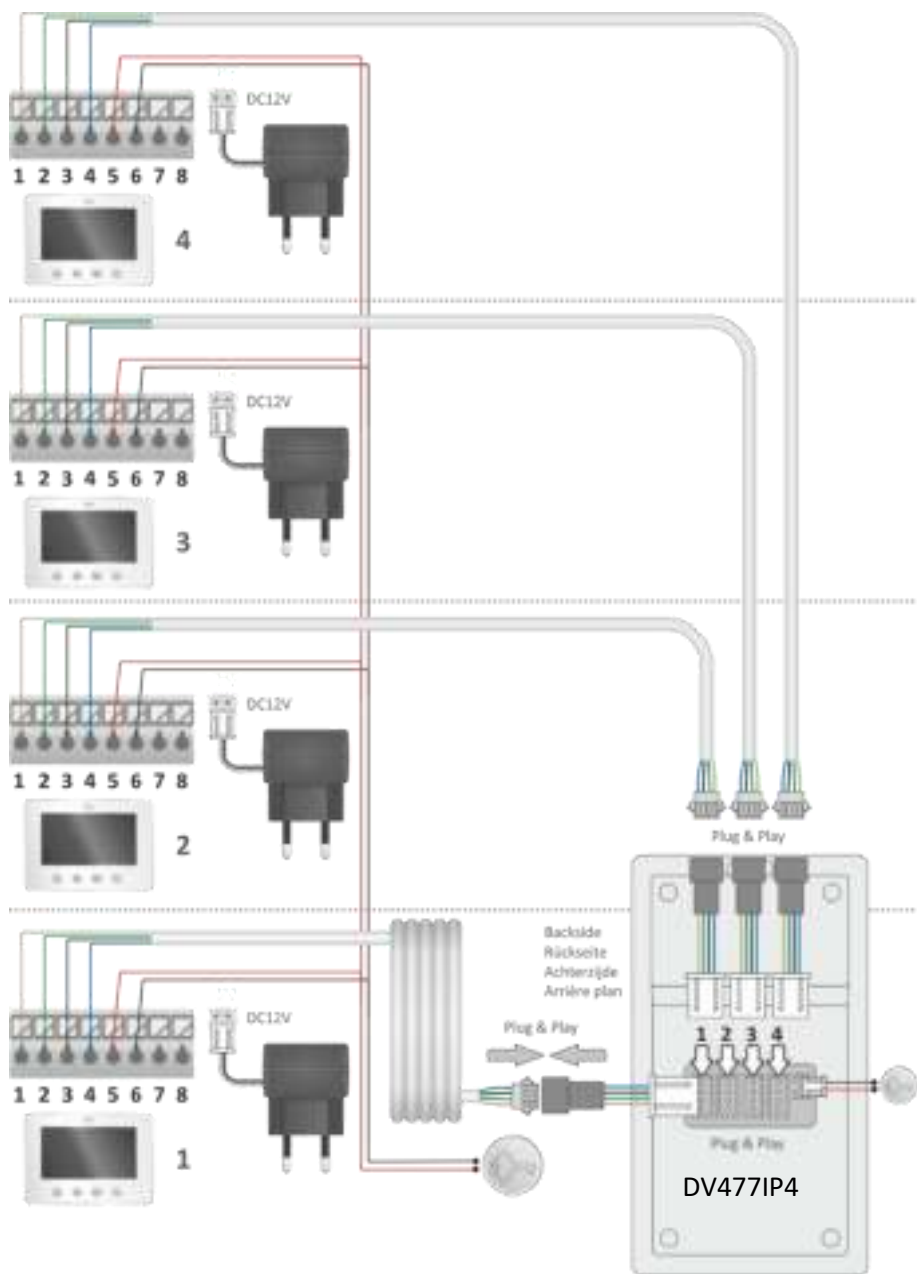 DC12V
1 2 3 4 5 6 7 8
4
DC12V
1 2 3 4 5 6 7 8
3
DC12V
1 2 3 4 5 6 7 8
2
Plug & Play
Backside
Rückseite
Achterzijde
Arrière plan
DC12V
Plug & Play
1 2 3 4
1 2 3 4 5 6 7 8
1
Plug & Play
DV477IP4